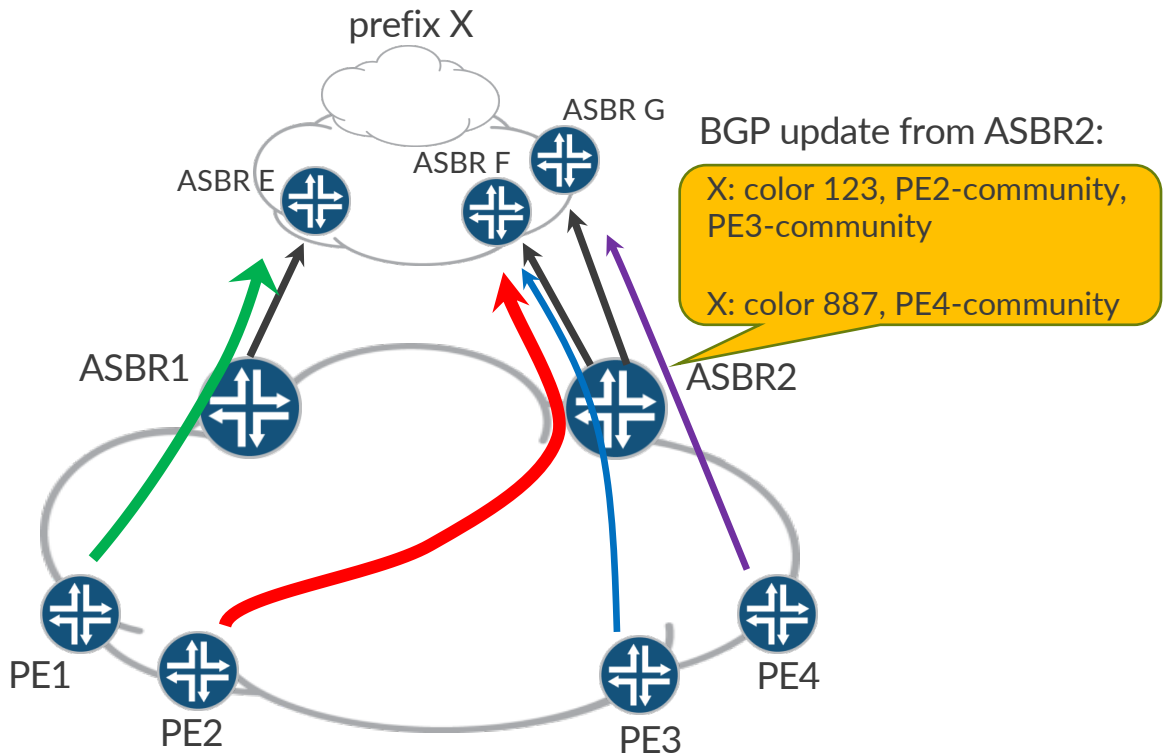 prefix X
ASBR G
BGP update from ASBR2:
ASBR F
ASBR E
X: color 123, PE2-community,
PE3-community
X: color 887, PE4-community
ASBR1
ASBR2
PE1
PE2
PE3
PE4